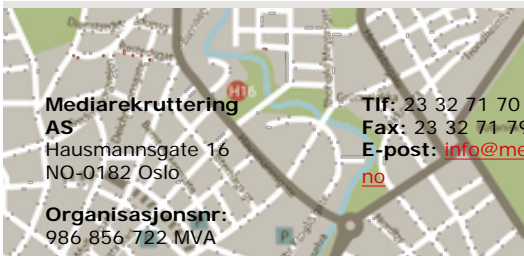 Mediarekruttering
AS
Hausmannsgate 16
NO-0182 Oslo
Organisasjonsnr:
986 856 722 MVA
Tlf: 23 32 71 70
Fax: 23 32 71 79
E-post: info@me
no
H16
P